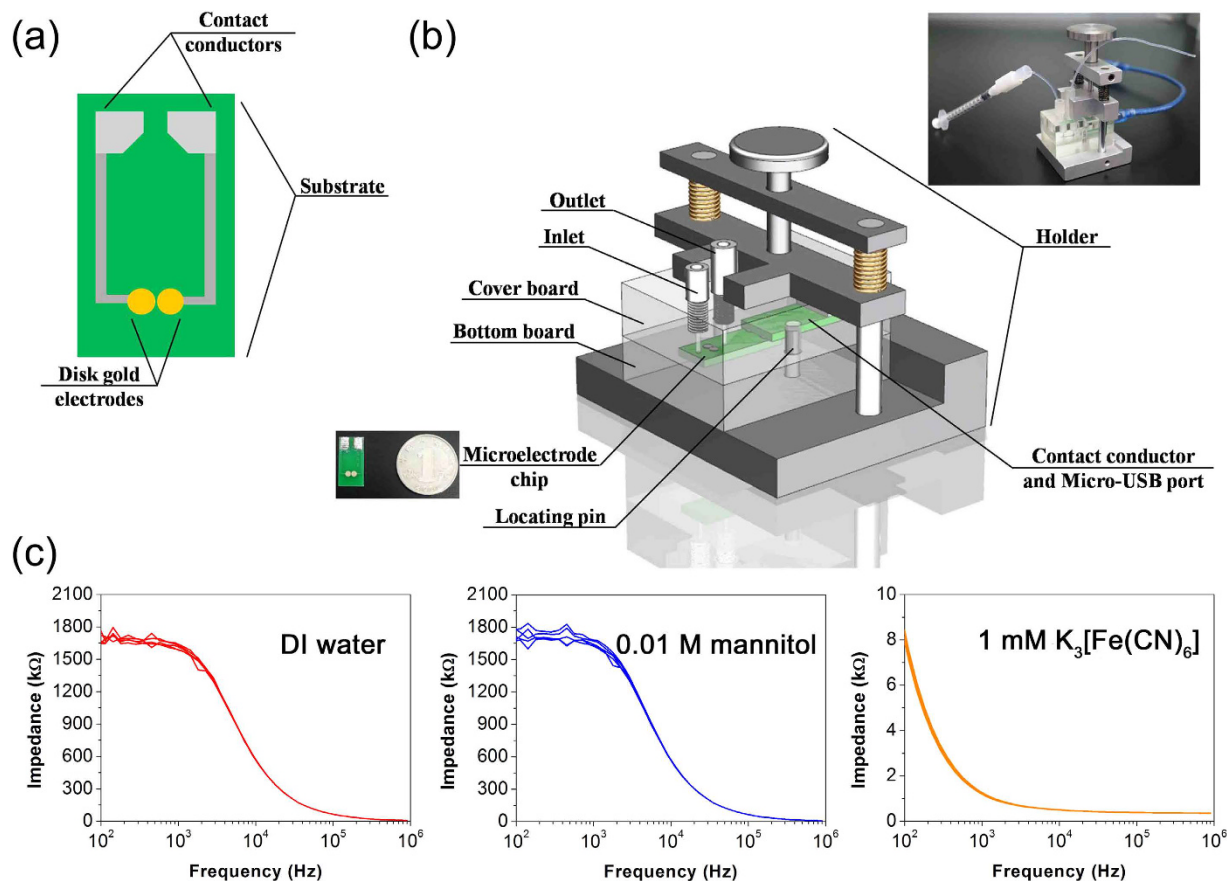 (a)
Contact
conductors
Substrate
Disk gold
electrodes
(b)
Outlet
Inlet
Cover board
Bottom board
Holder
Microelectrode
chip
Locating pin
Contact conductor
and Micro-USB port
1
(c)
2100
1800
1500
1200
900
600
300
0
Impedance (kΩ)
DI water
10² 10³ 10⁴ 10⁵ 10⁶
Frequency (Hz)
2100
1800
1500
1200
900
600
300
0
Impedance (kΩ)
0.01 M mannitol
10² 10³ 10⁴ 10⁵ 10⁶
Frequency (Hz)
10
8
6
4
2
0
Impedance (kΩ)
1 mM K₃[Fe(CN)₆]
10² 10³ 10⁴ 10⁵ 10⁶
Frequency (Hz)